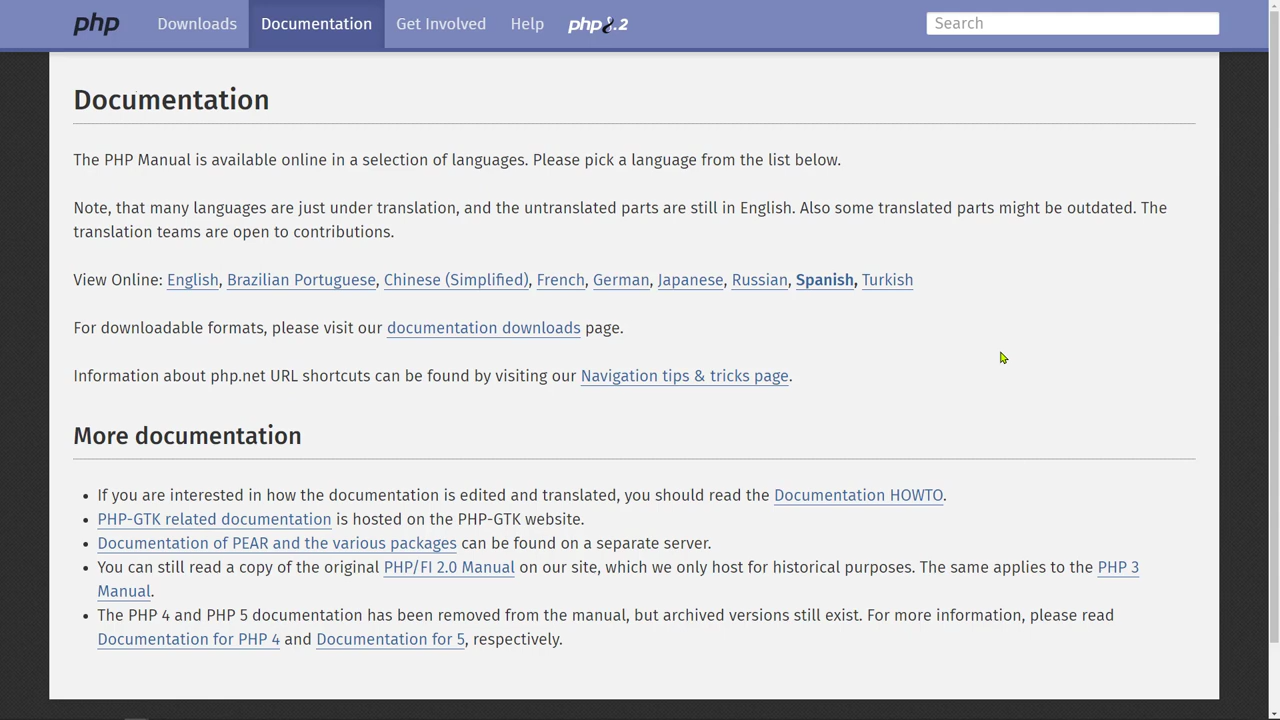 php Downloads Documentation Get Involved Help php8.2 Search
Documentation
The PHP Manual is available online in a selection of languages. Please pick a language from the list below.
Note, that many languages are just under translation, and the untranslated parts are still in English. Also some translated parts might be outdated. The
translation teams are open to contributions.
View Online: English, Brazilian Portuguese, Chinese (Simplified), French, German, Japanese, Russian, Spanish, Turkish
For downloadable formats, please visit our documentation downloads page.
Information about php.net URL shortcuts can be found by visiting our Navigation tips & tricks page.
More documentation
• If you are interested in how the documentation is edited and translated, you should read the Documentation HOWTO.
• PHP-GTK related documentation is hosted on the PHP-GTK website.
• Documentation of PEAR and the various packages can be found on a separate server.
• You can still read a copy of the original PHP/FI 2.0 Manual on our site, which we only host for historical purposes. The same applies to the PHP 3
Manual.
• The PHP 4 and PHP 5 documentation has been removed from the manual, but archived versions still exist. For more information, please read
Documentation for PHP 4 and Documentation for 5, respectively.